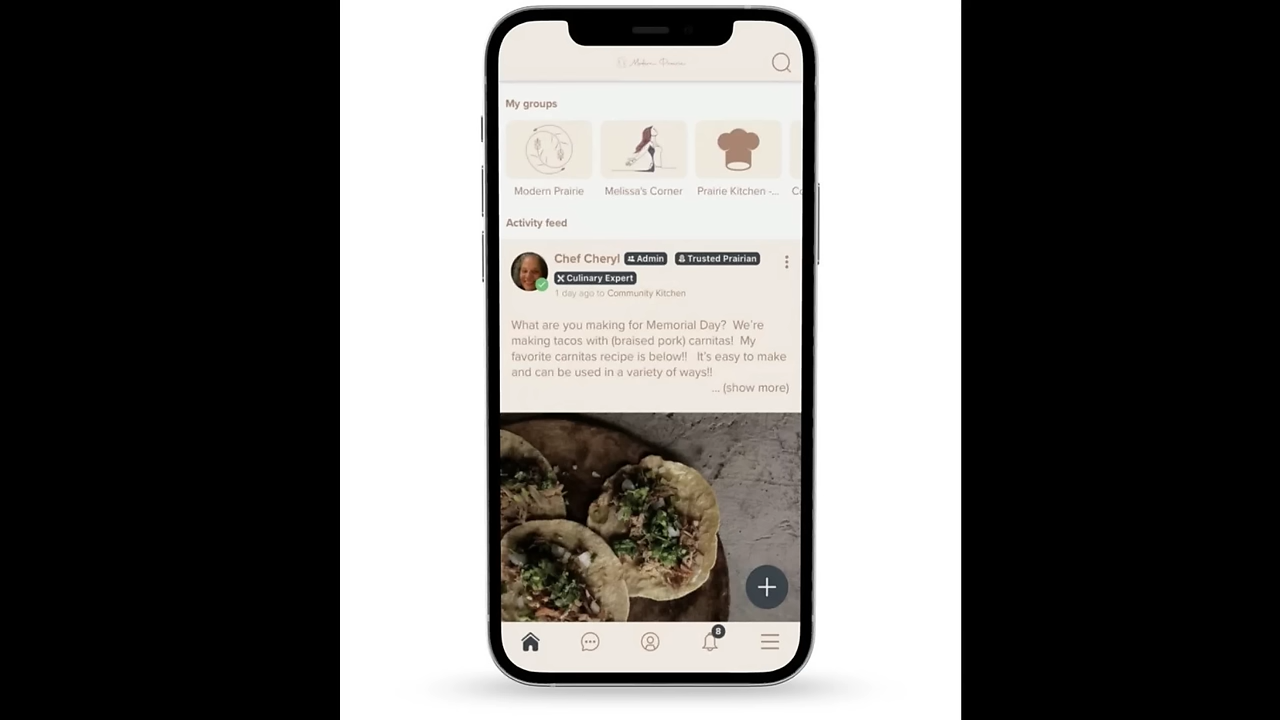 Modern Prairie
My groups
Modern Prairie
Melissa's Corner
Prairie Kitchen -...
Co
Activity feed
Chef Cheryl Admin Trusted Prairian
Culinary Expert
1 day ago to Community Kitchen
What are you making for Memorial Day? We're
making tacos with (braised pork) carnitas! My
favorite carnitas recipe is below!! It's easy to make
and can be used in a variety of ways!!
... (show more)
8